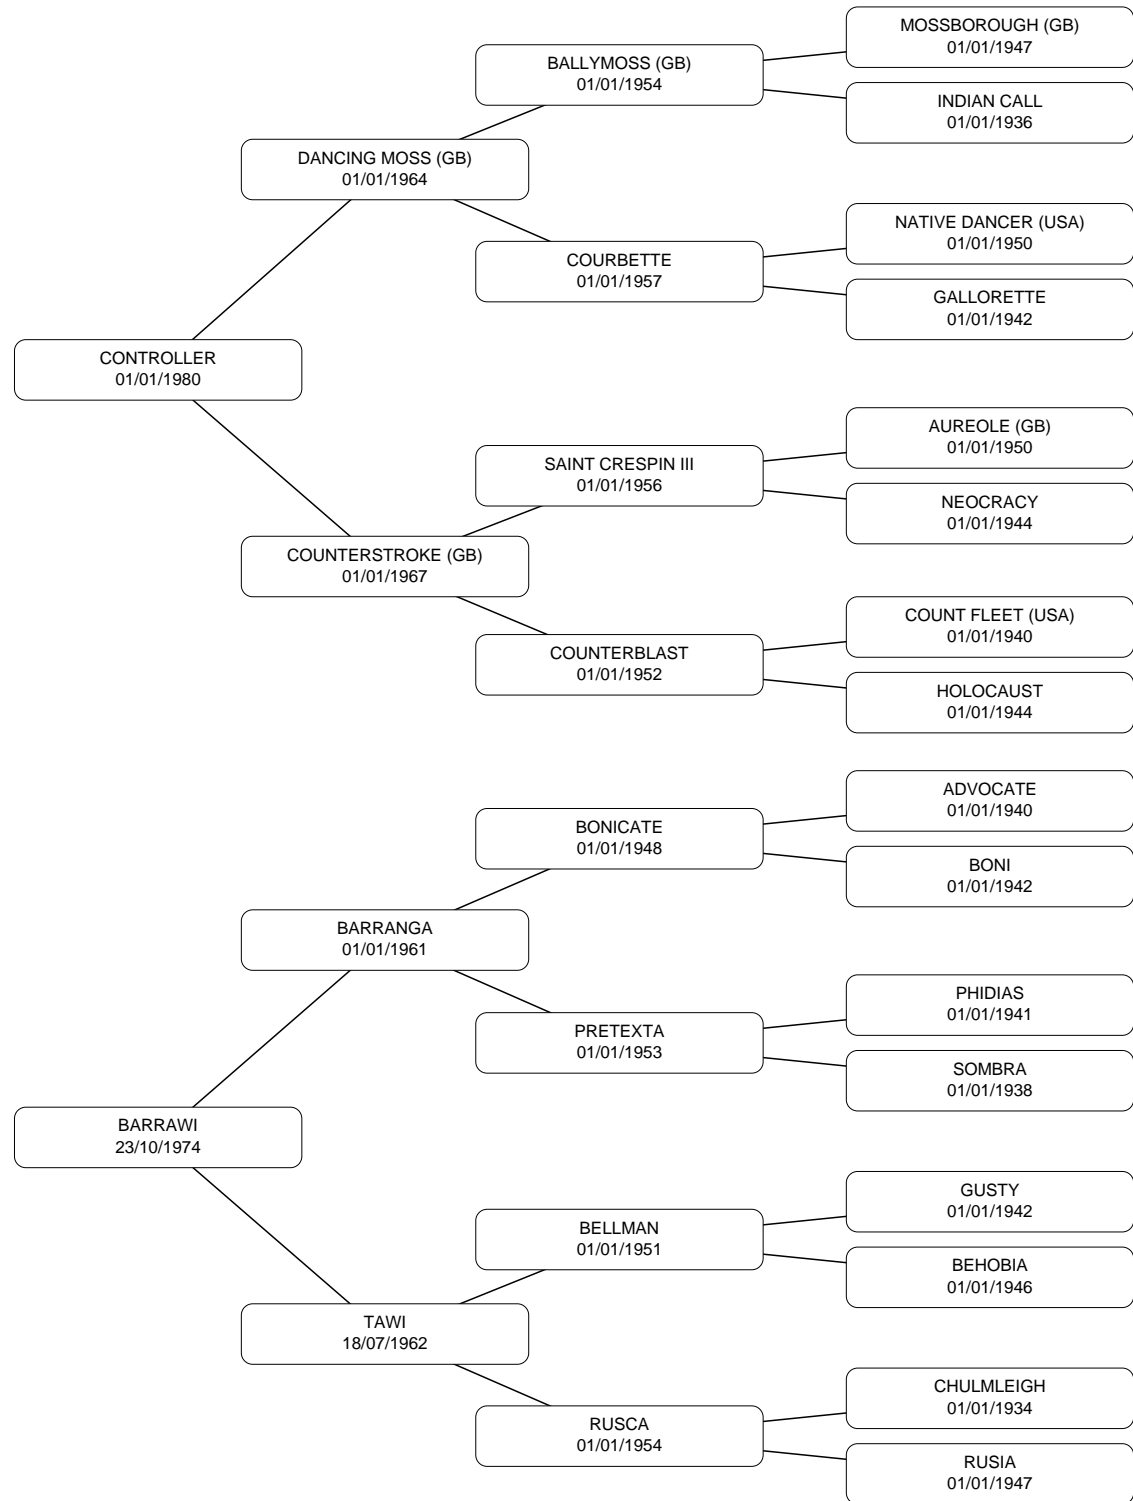 MOSSBOROUGH (GB)
01/01/1947
BALLYMOSS (GB)
01/01/1954
INDIAN CALL
01/01/1936
DANCING MOSS (GB)
01/01/1964
NATIVE DANCER (USA)
01/01/1950
COURBETTE
01/01/1957
GALLORETTE
01/01/1942
CONTROLLER
01/01/1980
AUREOLE (GB)
01/01/1950
SAINT CRESPIN III
01/01/1956
NEOCRACY
01/01/1944
COUNTERSTROKE (GB)
01/01/1967
COUNT FLEET (USA)
01/01/1940
COUNTERBLAST
01/01/1952
HOLOCAUST
01/01/1944
ADVOCATE
01/01/1940
BONICATE
01/01/1948
BONI
01/01/1942
BARRANGA
01/01/1961
PHIDIAS
01/01/1941
PRETEXTA
01/01/1953
SOMBRA
01/01/1938
BARRAWI
23/10/1974
GUSTY
01/01/1942
BELLMAN
01/01/1951
BEHOBIA
01/01/1946
TAWI
18/07/1962
CHULMLEIGH
01/01/1934
RUSCA
01/01/1954
RUSIA
01/01/1947